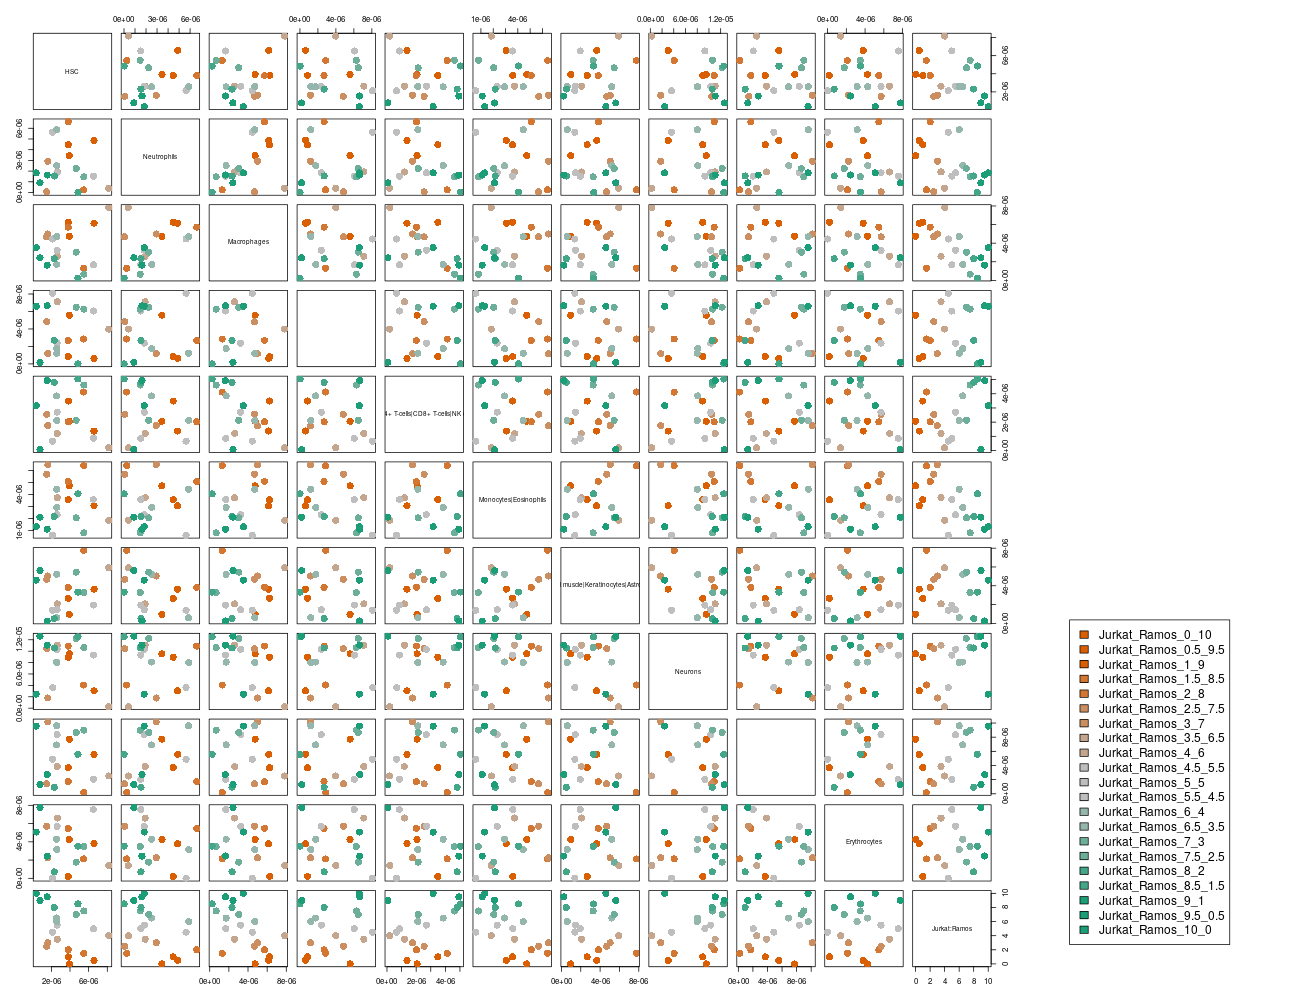 0e+00 3e-06 6e-06 0e+00 4e-06 8e-06 1e-06 4e-06 0.0e+00 6.0e-06 1.2e-05 0e+00 4e-06 8e-06
HSC
2e-06 6e-06
0e+00 3e-06 6e-06
Neutrophils
Macrophages
0e+00 4e-06 8e-06
0e+00 4e-06 8e-06
4+ T-cells|CD8+ T-cells|NK
0e+00 2e-06 4e-06
1e-06 4e-06
Monocytes|Eosinophils
l muscle|Keratinocytes|Astr
0e+00 4e-06 8e-06
0.0e+00 6.0e-06 1.2e-05
Neurons
0e+00 4e-06 8e-06
0e+00 4e-06 8e-06
Erythrocytes
Jurkat:Ramos
0 2 4 6 8 10
2e-06 6e-06 0e+00 4e-06 8e-06 0e+00 2e-06 4e-06 0e+00 4e-06 8e-06 0e+00 4e-06 8e-06 0 2 4 6 8 10
Jurkat_Ramos_0_10
Jurkat_Ramos_0.5_9.5
Jurkat_Ramos_1_9
Jurkat_Ramos_1.5_8.5
Jurkat_Ramos_2_8
Jurkat_Ramos_2.5_7.5
Jurkat_Ramos_3_7
Jurkat_Ramos_3.5_6.5
Jurkat_Ramos_4_6
Jurkat_Ramos_4.5_5.5
Jurkat_Ramos_5_5
Jurkat_Ramos_5.5_4.5
Jurkat_Ramos_6_4
Jurkat_Ramos_6.5_3.5
Jurkat_Ramos_7_3
Jurkat_Ramos_7.5_2.5
Jurkat_Ramos_8_2
Jurkat_Ramos_8.5_1.5
Jurkat_Ramos_9_1
Jurkat_Ramos_9.5_0.5
Jurkat_Ramos_10_0